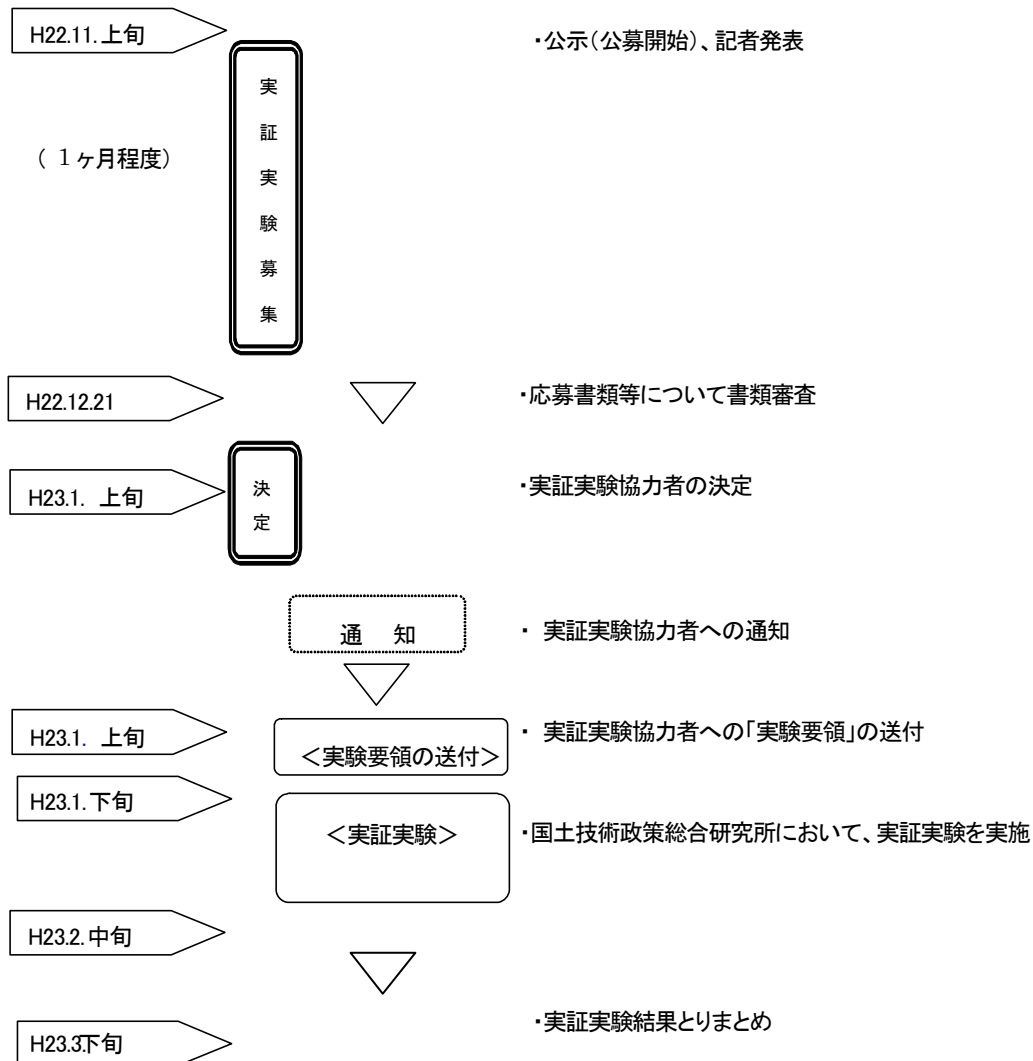 H22.11.上旬
・公示(公募開始)、記者発表
実証実験募集
(１ヶ月程度)
H22.12.21
・応募書類等について書類審査
H23.1. 上旬
決定
・実証実験協力者の決定
通 知
・ 実証実験協力者への通知
H23.1. 上旬
＜実験要領の送付＞
・ 実証実験協力者への「実験要領」の送付
H23.1.下旬
＜実証実験＞
・国土技術政策総合研究所において、実証実験を実施
H23.2.中旬
・実証実験結果とりまとめ
H23.3.下旬